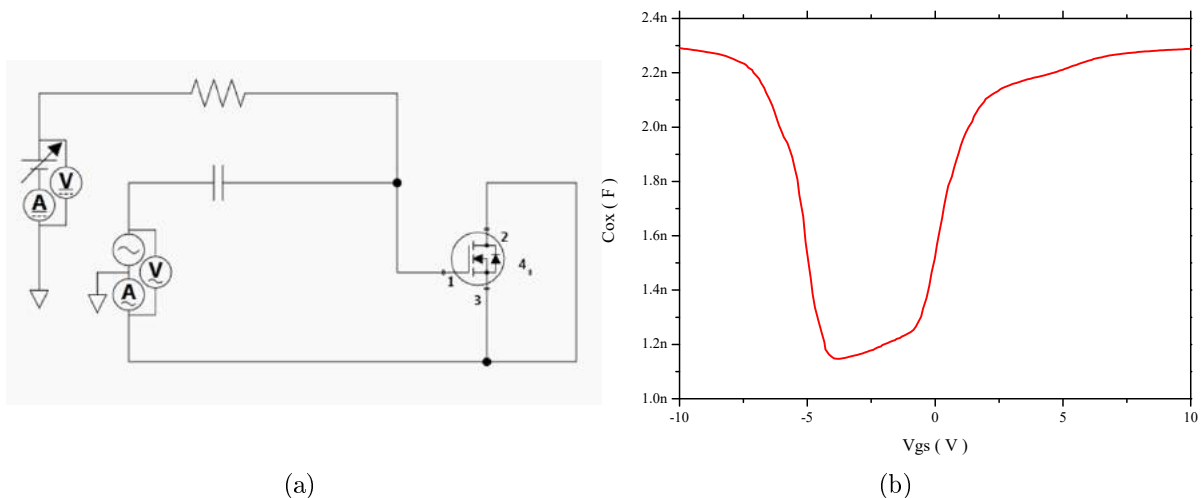 V
A
V
A
2
4
1
3
(a)
2.4n
2.2n
2.0n
1.8n
1.6n
1.4n
1.2n
1.0n
Cox ( F )
-10 -5 0 5 10
Vgs ( V )
(b)